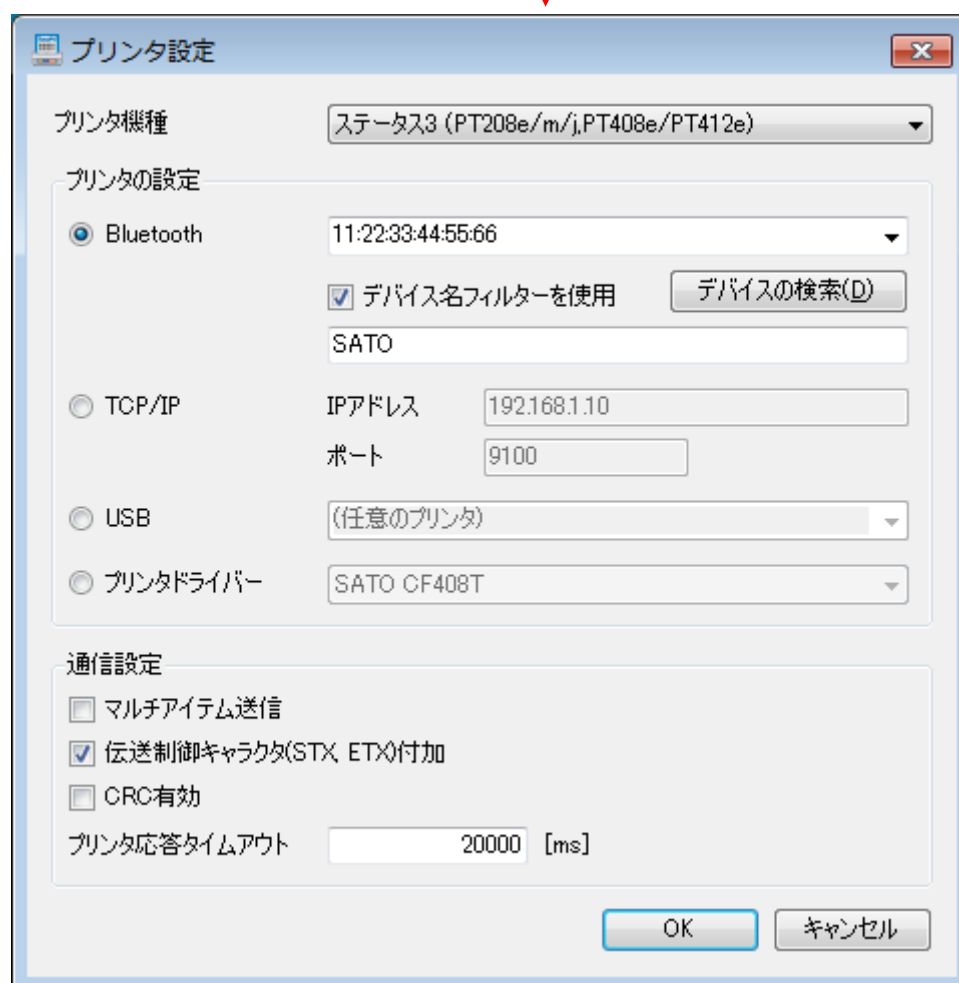 プリンタ設定
プリンタ機種 ステータス3 (PT208e/m/j,PT408e/PT412e)
プリンタの設定
Bluetooth 11:22:33:44:55:66
デバイス名フィルターを使用 デバイスの検索(D)
SATO
TCP/IP IPアドレス 192.168.1.10
ポート 9100
USB (任意のプリンタ)
プリンタドライバー SATO CF408T
通信設定
マルチアイテム送信
伝送制御キャラクタ(STX, ETX)付加
CRC有効
プリンタ応答タイムアウト 20000 [ms]
OK キャンセル